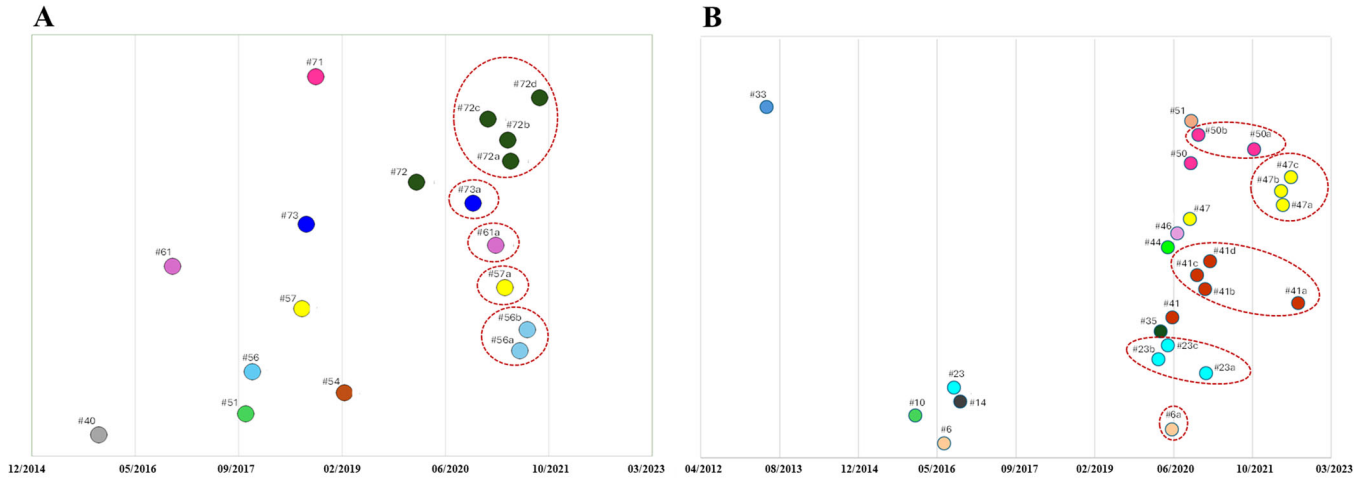 A
#71
#72d
#72c
#72b
#72a
#72
#73a
#73
#61a
#61
#57a
#57
#56b
#56a
#56
#54
#51
#40
12/2014 05/2016 09/2017 02/2019 06/2020 10/2021 03/2023
B
#33
#51
#50b #50a
#50
#47c
#47b
#47a
#47
#46
#44
#41d
#41c
#41b #41a
#41
#35
#23c
#23b
#23a
#23
#14
#10
#6a
#6
04/2012 08/2013 12/2014 05/2016 09/2017 02/2019 06/2020 10/2021 03/2023